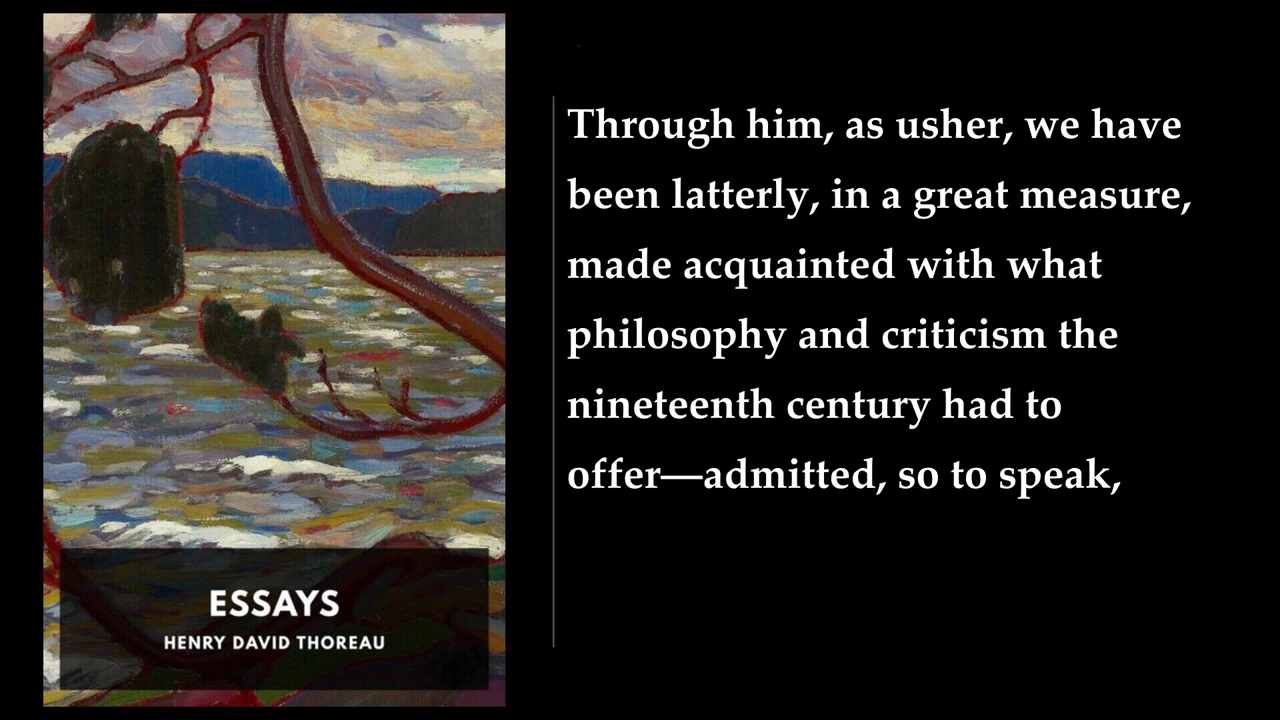 Through him, as usher, we have
been latterly, in a great measure,
made acquainted with what
philosophy and criticism the
nineteenth century had to
offer—admitted, so to speak,
ESSAYS
HENRY DAVID THOREAU